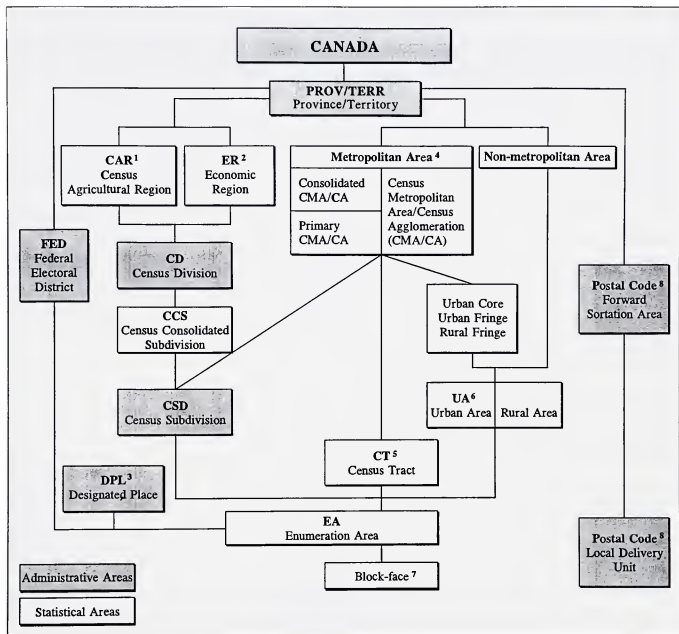 CANADA
PROV/TERR
Province/Territory
CAR1
Census
Agricultural Region
ER2
Economic
Region
Metropolitan Area4
Non-metropolitan Area
Consolidated
CMA/CA
Primary
CMA/CA
Census
Metropolitan
Area/Census
Agglomeration
(CMA/CA)
FED
Federal
Electoral
District
CD
Census Division
Postal Code8
Forward
Sortation Area
CCS
Census Consolidated
Subdivision
Urban Core
Urban Fringe
Rural Fringe
CSD
Census Subdivision
UA6
Urban Area
Rural Area
CT5
Census Tract
DPL3
Designated Place
EA
Enumeration Area
Postal Code8
Local Delivery
Unit
Block-face7
Administrative Areas
Statistical Areas